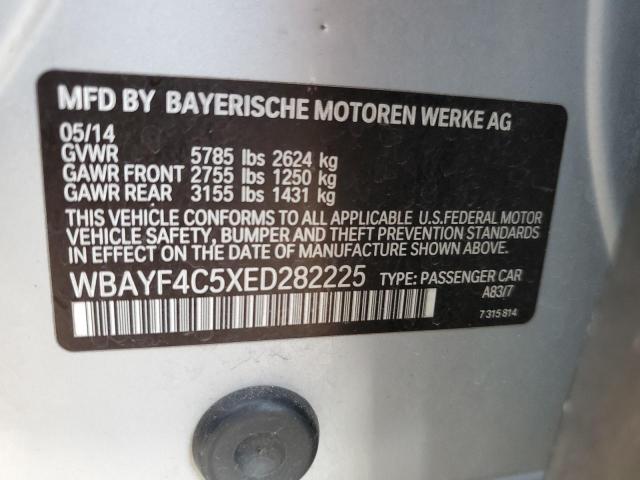 MFD BY BAYERISCHE MOTOREN WERKE AG
05/14
GVWR 5785 lbs 2624 kg
GAWR FRONT 2755 lbs 1250 kg
GAWR REAR 3155 lbs 1431 kg
THIS VEHICLE CONFORMS TO ALL APPLICABLE U.S.FEDERAL MOTOR
VEHICLE SAFETY, BUMPER AND THEFT PREVENTION STANDARDS
IN EFFECT ON THE DATE OF MANUFACTURE SHOWN ABOVE.
WBAYF4C5XED282225 TYPE: PASSENGER CAR
A83/7
7 315 814